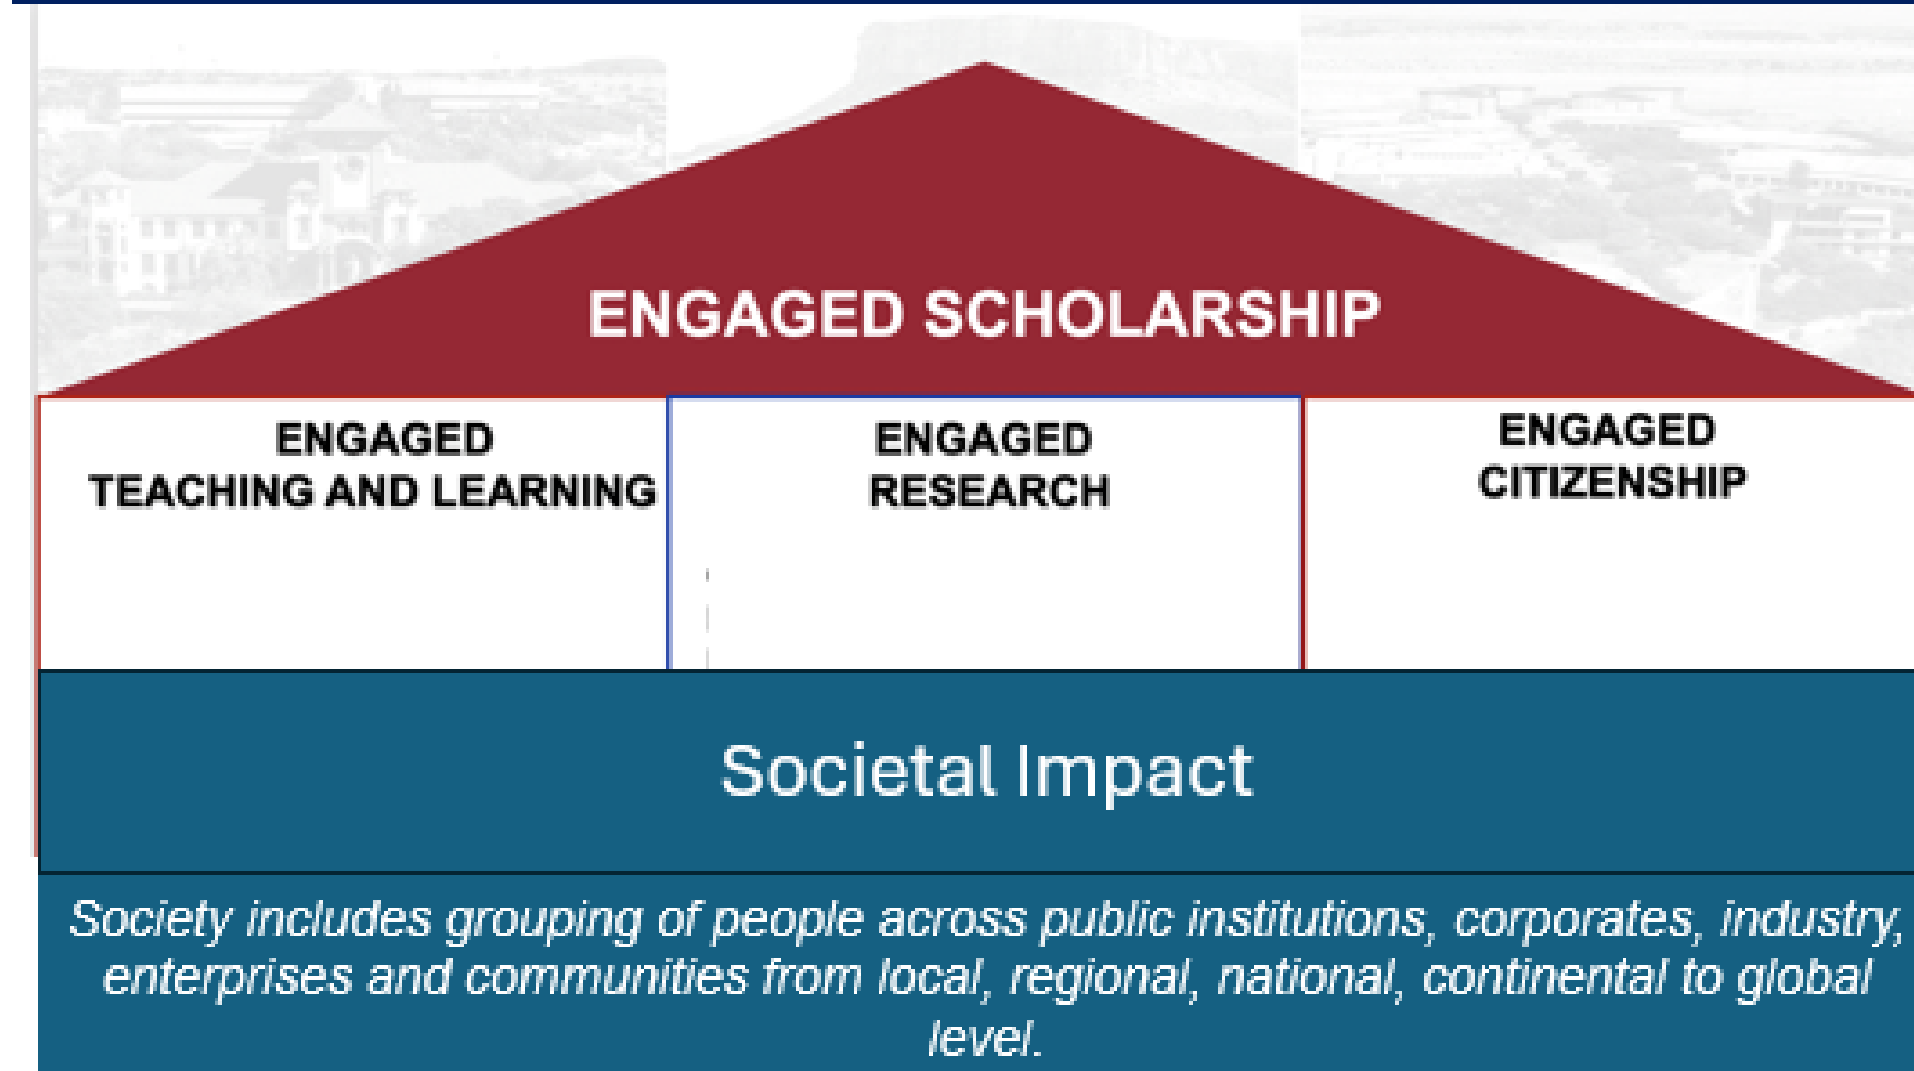 ENGAGED SCHOLARSHIP
ENGAGED
TEACHING AND LEARNING
ENGAGED
RESEARCH
ENGAGED
CITIZENSHIP
Societal Impact
Society includes grouping of people across public institutions, corporates, industry,
enterprises and communities from local, regional, national, continental to global
level.